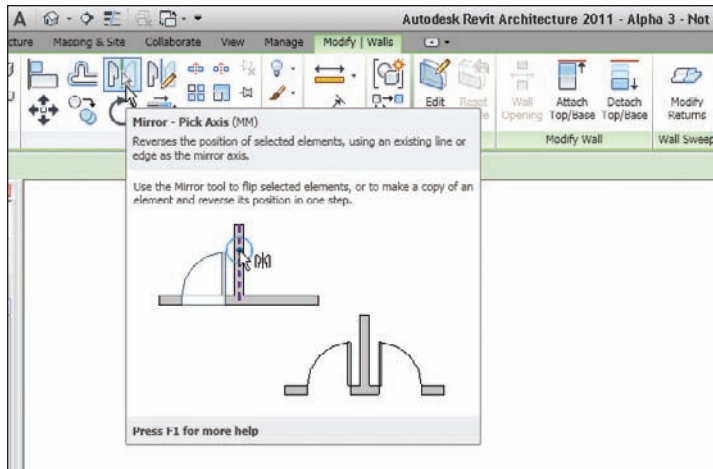 Autodesk Revit Architecture 2011 - Alpha 3 - Not
cture Massing & Site Collaborate View Manage Modify | Walls
Edit Reset
Wall Opening
Attach Top/Base
Detach Top/Base
Modify Returns
Modify Wall
Wall Sweep
Mirror - Pick Axis (MM)
Reverses the position of selected elements, using an existing line or
edge as the mirror axis.
Use the Mirror tool to flip selected elements, or to make a copy of an
element and reverse its position in one step.
Press F1 for more help